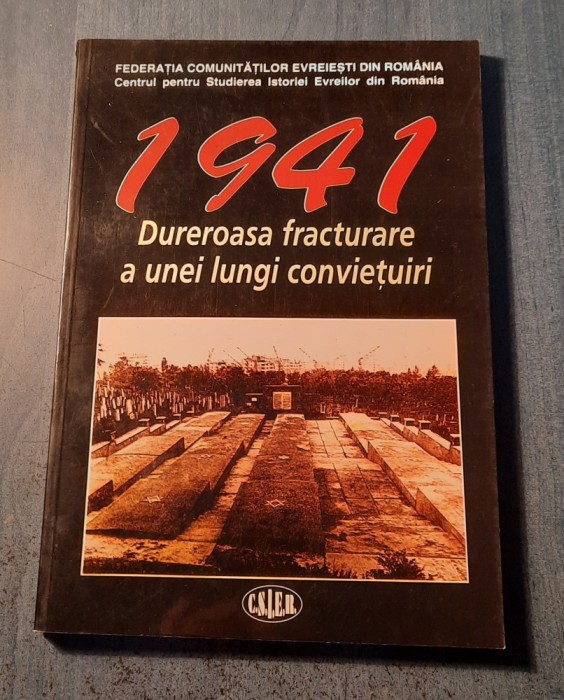 FEDERAȚIA COMUNITĂȚILOR EVREIEȘTI DIN ROMÂNIA
Centrul pentru Studierea Istoriei Evreilor din România
1941
Dureroasa fracturare
a unei lungi conviețuiri
C.S.I.E.R.